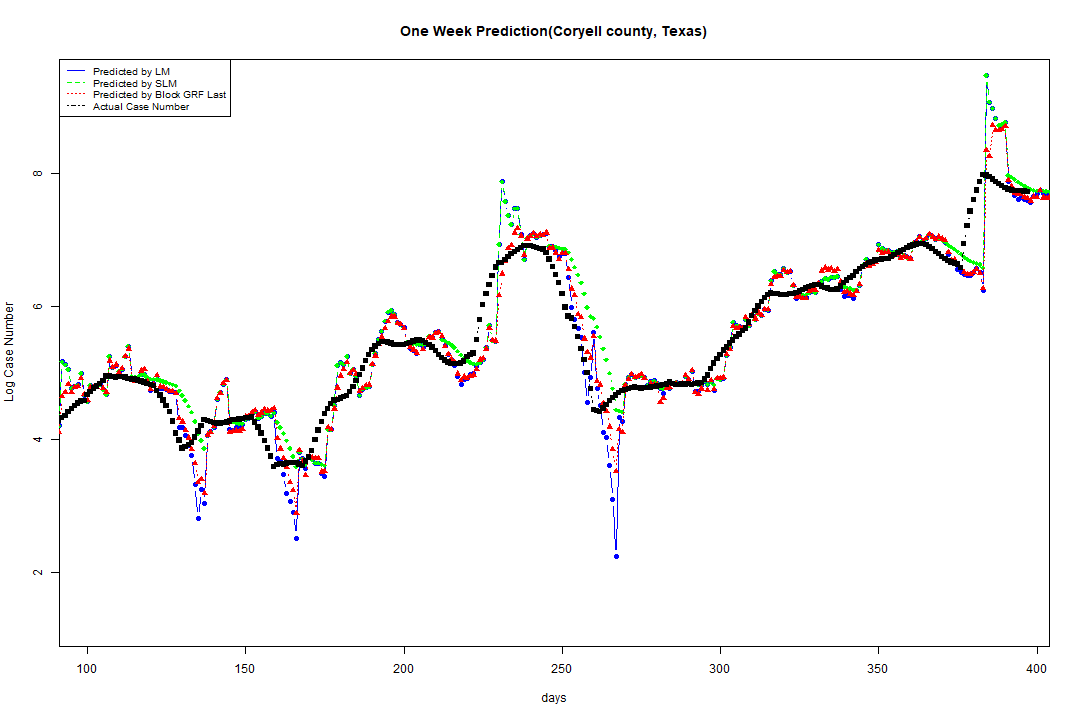 One Week Prediction(Coryell county, Texas)
Predicted by LM
Predicted by SLM
Predicted by Block GRF Last
Actual Case Number
Log Case Number
8
6
4
2
100 150 200 250 300 350 400
days